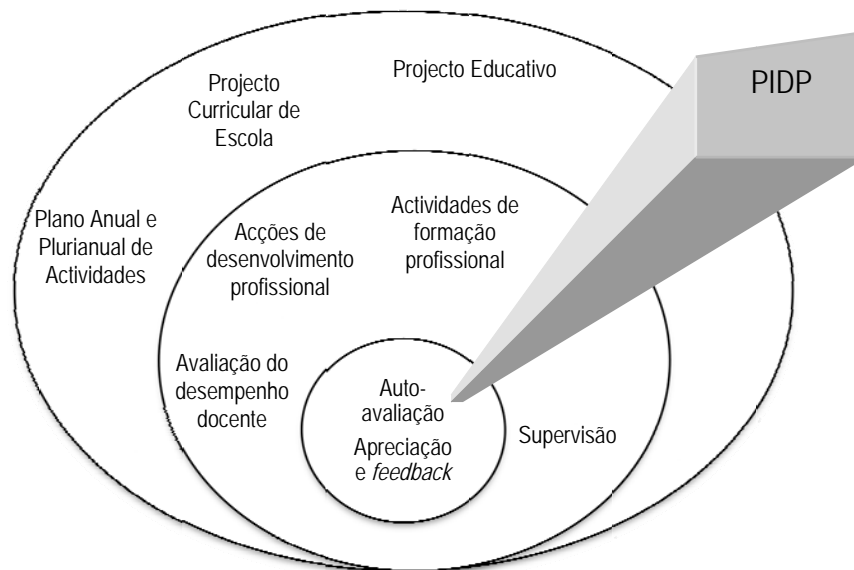 Projecto Educativo
Projecto
Curricular de
Escola
PIDP
Plano Anual e
Plurianual de
Actividades
Acções de
desenvolvimento
profissional
Actividades de
formação
profissional
Avaliação do
desempenho
docente
Auto-
avaliação
Apreciação
e feedback
Supervisão